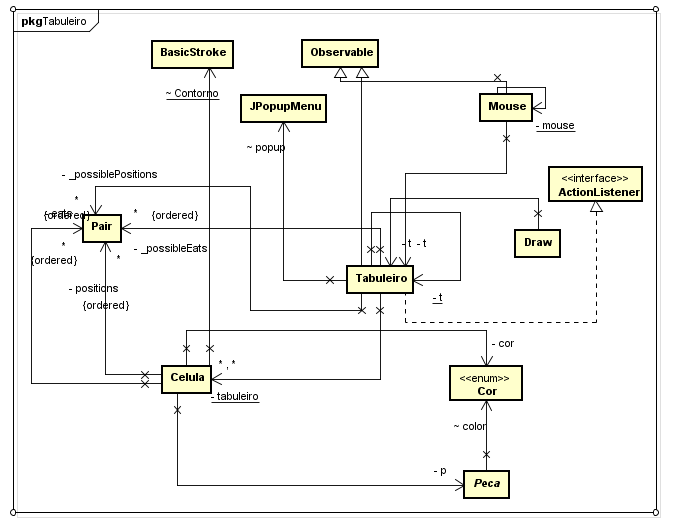 pkg Tabuleiro
BasicStroke
Observable
~ Contorno
JPopupMenu
Mouse
- mouse
~ popup
- _possiblePositions
<<interface>>
ActionListener
*
- eats
{ordered}
* {ordered}
Pair
Draw
*
{ordered}
*
- _possibleEats
- t - t
Tabuleiro
- positions
{ordered}
- t
- cor
* , *
Celula
- tabuleiro
<<enum>>
Cor
~ color
- p
Peca